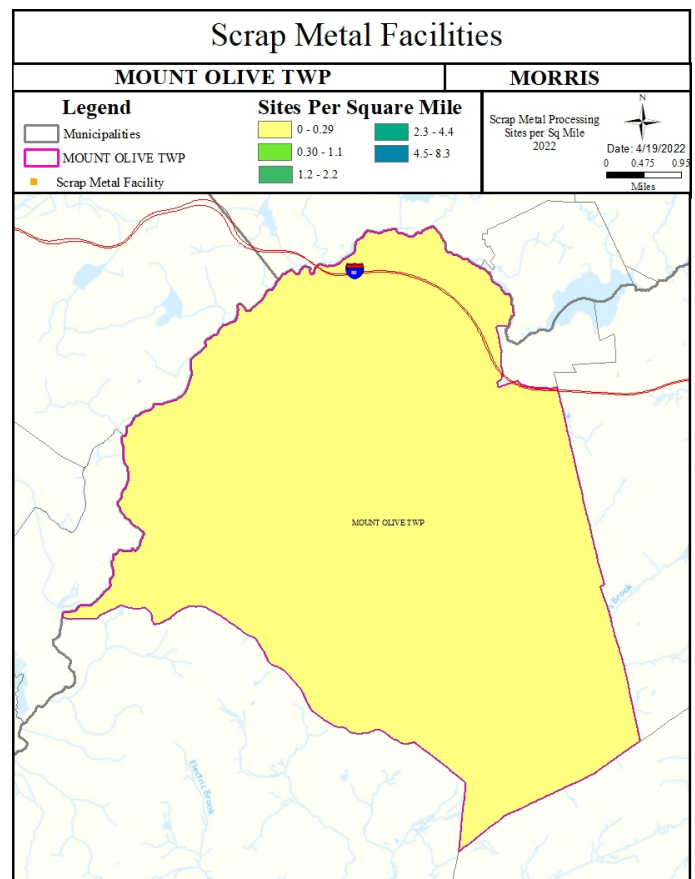 Scrap Metal Facilities
MOUNT OLIVE TWP
MORRIS
Legend
Municipalities
MOUNT OLIVE TWP
Scrap Metal Facility
Sites Per Square Mile
0 - 0.29
0.30 - 1.1
1.2 - 2.2
2.3 - 4.4
4.5- 8.3
Scrap Metal Processing
Sites per Sq Mile
2022
N
Date: 4/19/2022
0 0.475 0.95
Miles
80
MOUNT OLIVE TWP
Brook
Electric Brook